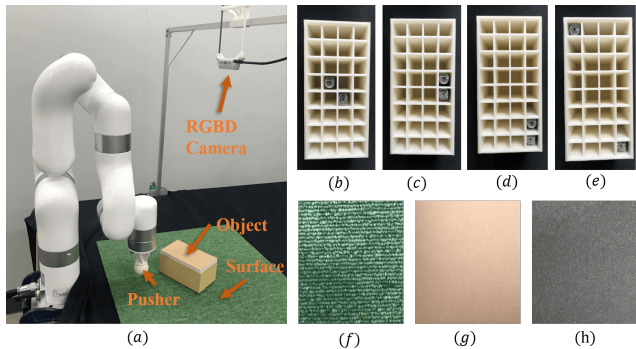 RGBD
Camera
Object
Surface
Pusher
(a)
(b)
(c)
(d)
(e)
(f)
(g)
(h)